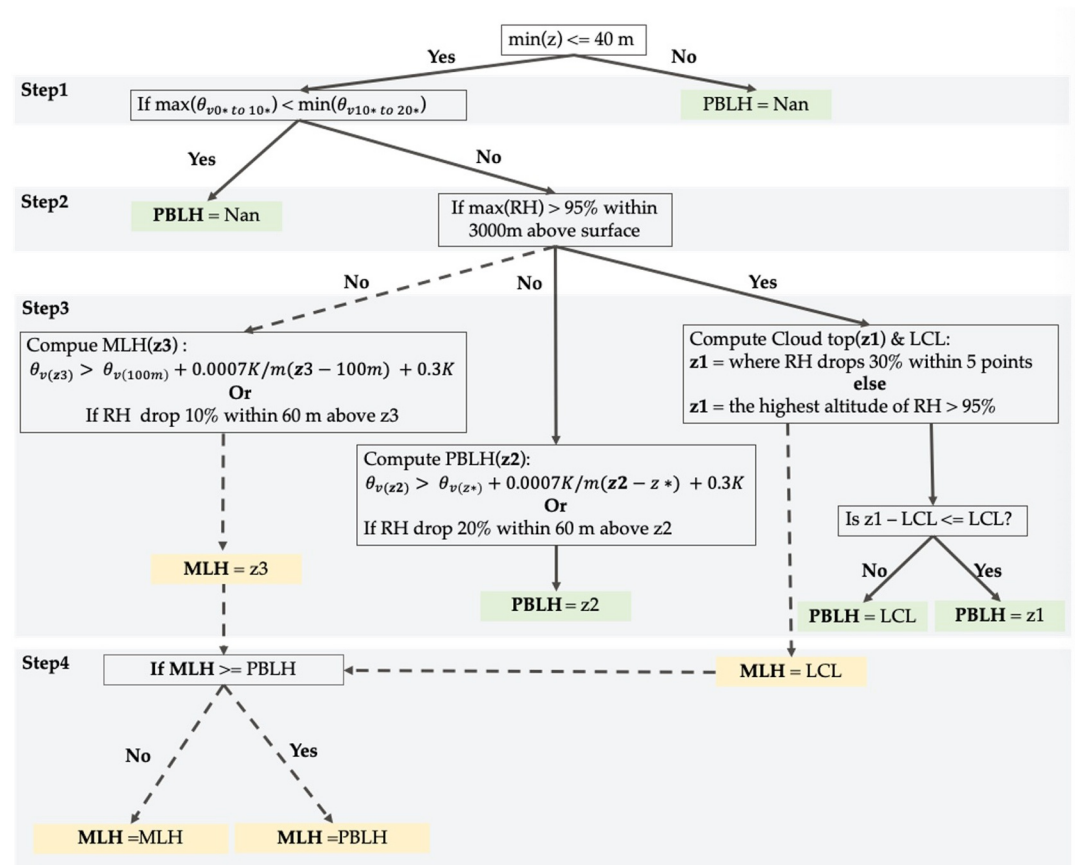 min(z) <= 40 m
Yes
No
Step1
If max(θv0* to 10*) < min(θv10* to 20*)
PBLH = Nan
Yes
No
Step2
PBLH = Nan
If max(RH) > 95% within
3000m above surface
No
No
Yes
Step3
Compue MLH(z3) :
θv(z3) > θv(100m) + 0.0007K/m(z3 − 100m) + 0.3K
Or
If RH drop 10% within 60 m above z3
Compute Cloud top(z1) & LCL:
z1 = where RH drops 30% within 5 points
else
z1 = the highest altitude of RH > 95%
Compute PBLH(z2):
θv(z2) > θv(z*) + 0.0007K/m(z2 − z *) + 0.3K
Or
If RH drop 20% within 60 m above z2
Is z1 – LCL <= LCL?
MLH = z3
No
Yes
PBLH = z2
PBLH = LCL
PBLH = z1
Step4
If MLH >= PBLH
MLH = LCL
No
Yes
MLH =MLH
MLH =PBLH